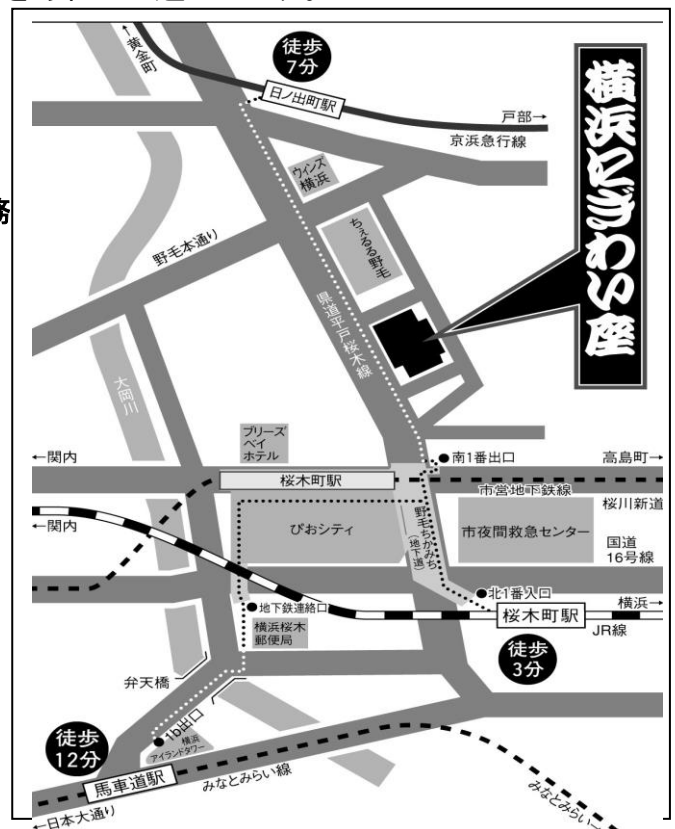 務
←黄金町
徒歩
7分
日ノ出町駅
戸部→
京浜急行線
横浜にぎわい座
ウィンズ
横浜
ちぇるる野毛
野毛本通り
県道平戸桜木線
大岡川
ブリーズ
ベイ
ホテル
←関内
南1番出口
高島町→
桜木町駅
市営地下鉄線
桜川新道
←関内
ぴおシティ
野毛ちかみち
(地下道)
市夜間救急センター
国道
16号線
北1番入口
地下鉄連絡口
横浜→
桜木町駅
JR線
横浜桜木
郵便局
徒歩
3分
弁天橋
1b出口
横浜
アイランドタワー
徒歩
12分
馬車道駅
みなとみらい線
みなとみらい→
←日本大通り